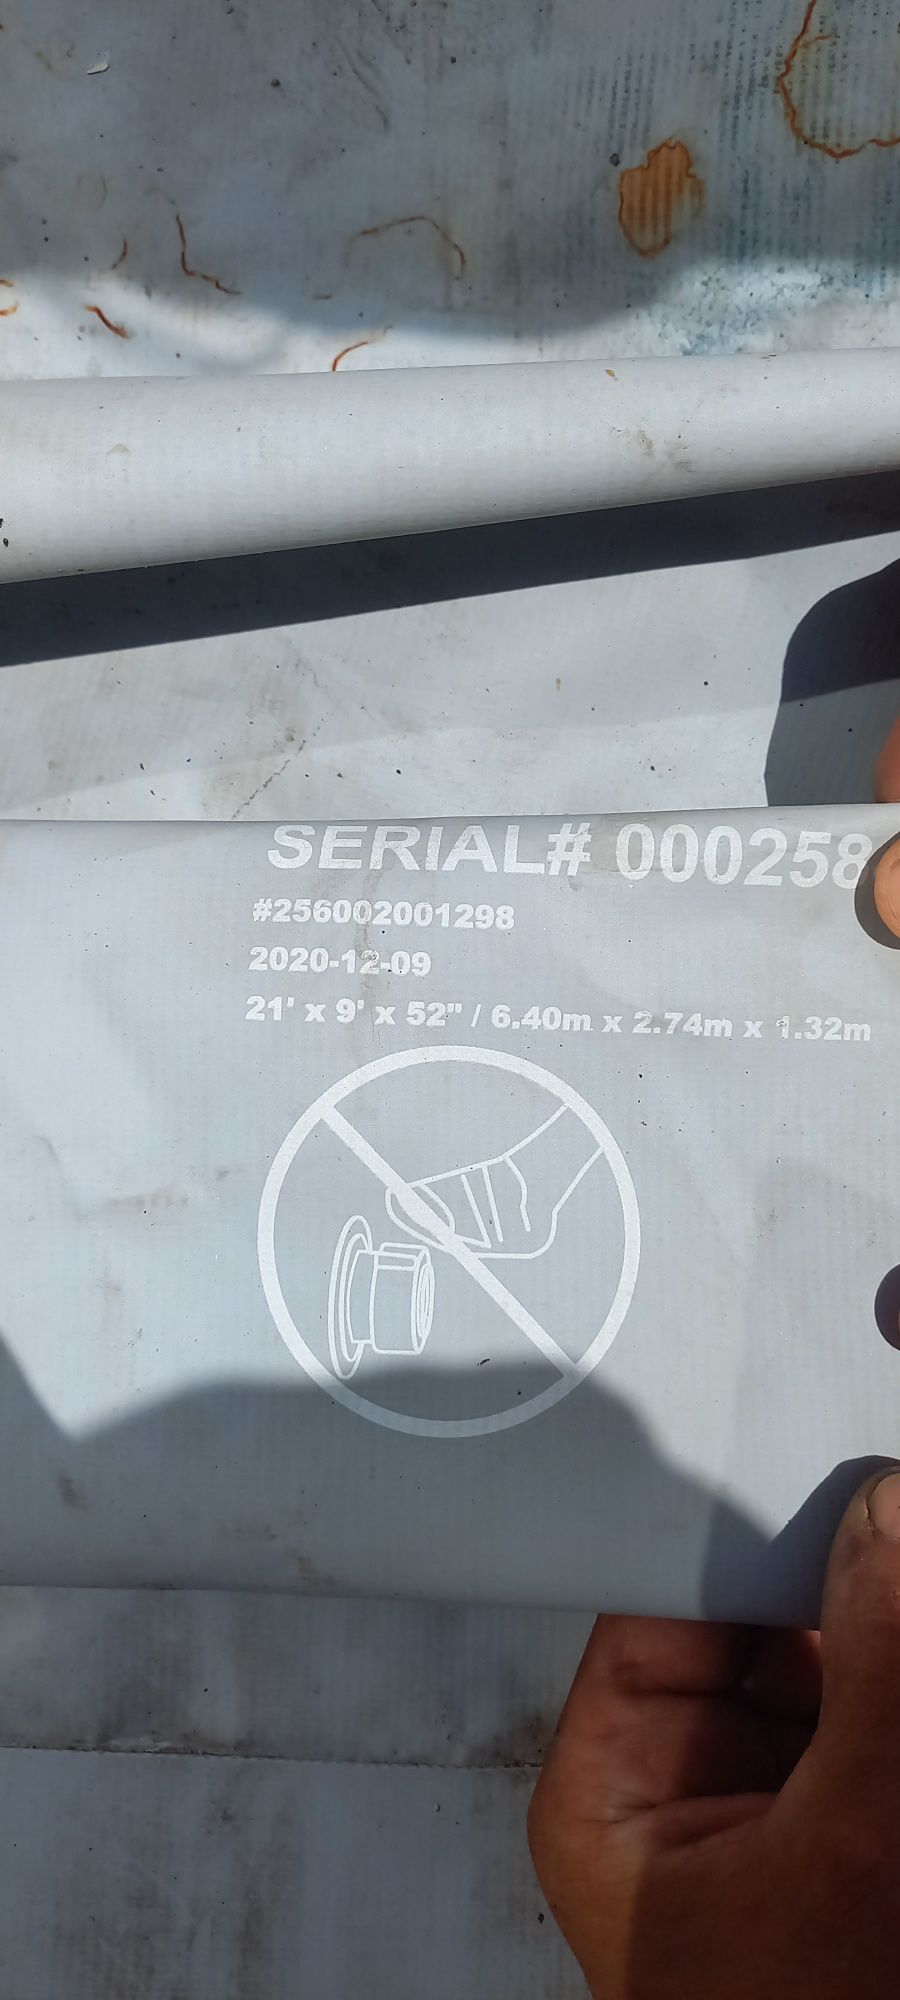 SERIAL# 000258
#256002001298
2020-12-09
21' x 9' x 52" / 6.40m x 2.74m x 1.32m